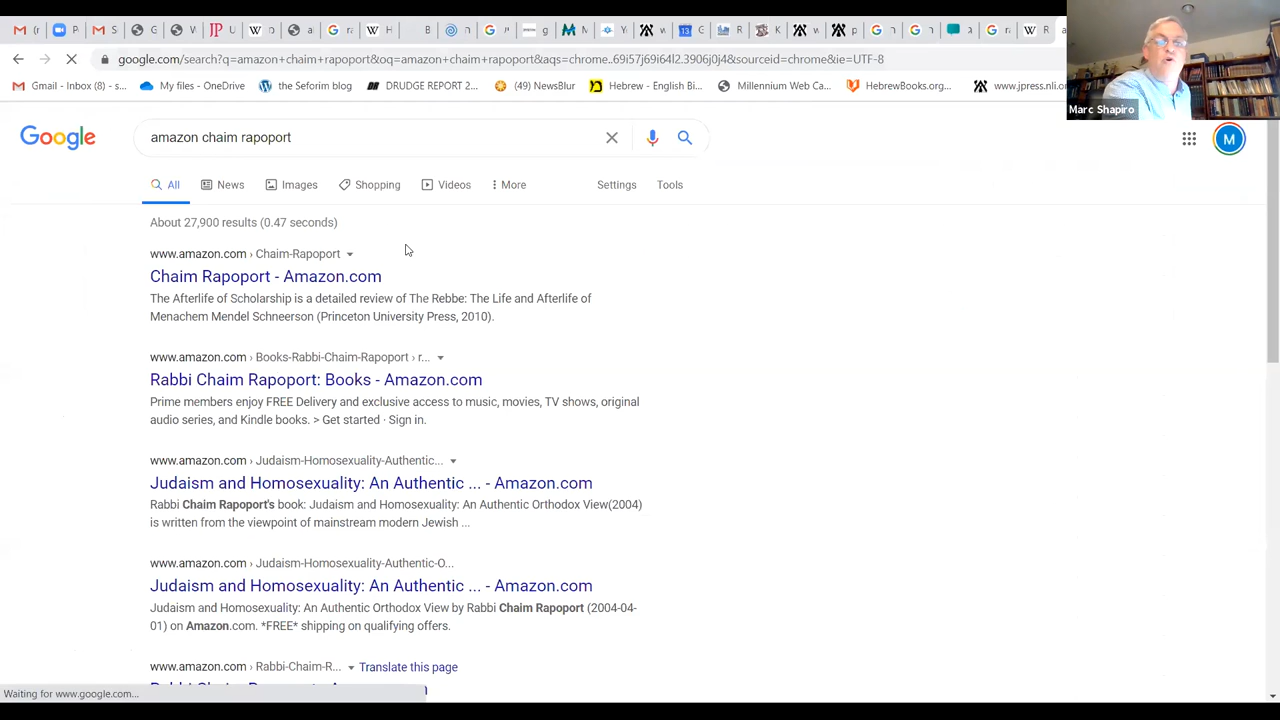 google.com/search?q=amazon+chaim+rapoport&oq=amazon+chaim+rapoport&aqs=chrome..69i57j69i64l2.3906j0j4&sourceid=chrome&ie=UTF-8
Gmail - Inbox (8) - s... My files - OneDrive the Seforim blog DRUDGE REPORT 2... (49) NewsBlur Hebrew - English Bi... Millennium Web Ca... HebrewBooks.org... www.jpress.nli.or
Marc Shapiro
Google amazon chaim rapoport M
All News Images Shopping Videos More Settings Tools
About 27,900 results (0.47 seconds)
www.amazon.com › Chaim-Rapoport
Chaim Rapoport - Amazon.com
The Afterlife of Scholarship is a detailed review of The Rebbe: The Life and Afterlife of
Menachem Mendel Schneerson (Princeton University Press, 2010).
www.amazon.com › Books-Rabbi-Chaim-Rapoport › r...
Rabbi Chaim Rapoport: Books - Amazon.com
Prime members enjoy FREE Delivery and exclusive access to music, movies, TV shows, original
audio series, and Kindle books. > Get started · Sign in.
www.amazon.com › Judaism-Homosexuality-Authentic...
Judaism and Homosexuality: An Authentic ... - Amazon.com
Rabbi Chaim Rapoport's book: Judaism and Homosexuality: An Authentic Orthodox View(2004)
is written from the viewpoint of mainstream modern Jewish ...
www.amazon.com › Judaism-Homosexuality-Authentic-O...
Judaism and Homosexuality: An Authentic ... - Amazon.com
Judaism and Homosexuality: An Authentic Orthodox View by Rabbi Chaim Rapoport (2004-04-
01) on Amazon.com. *FREE* shipping on qualifying offers.
www.amazon.com › Rabbi-Chaim-R... Translate this page
Waiting for www.google.com...